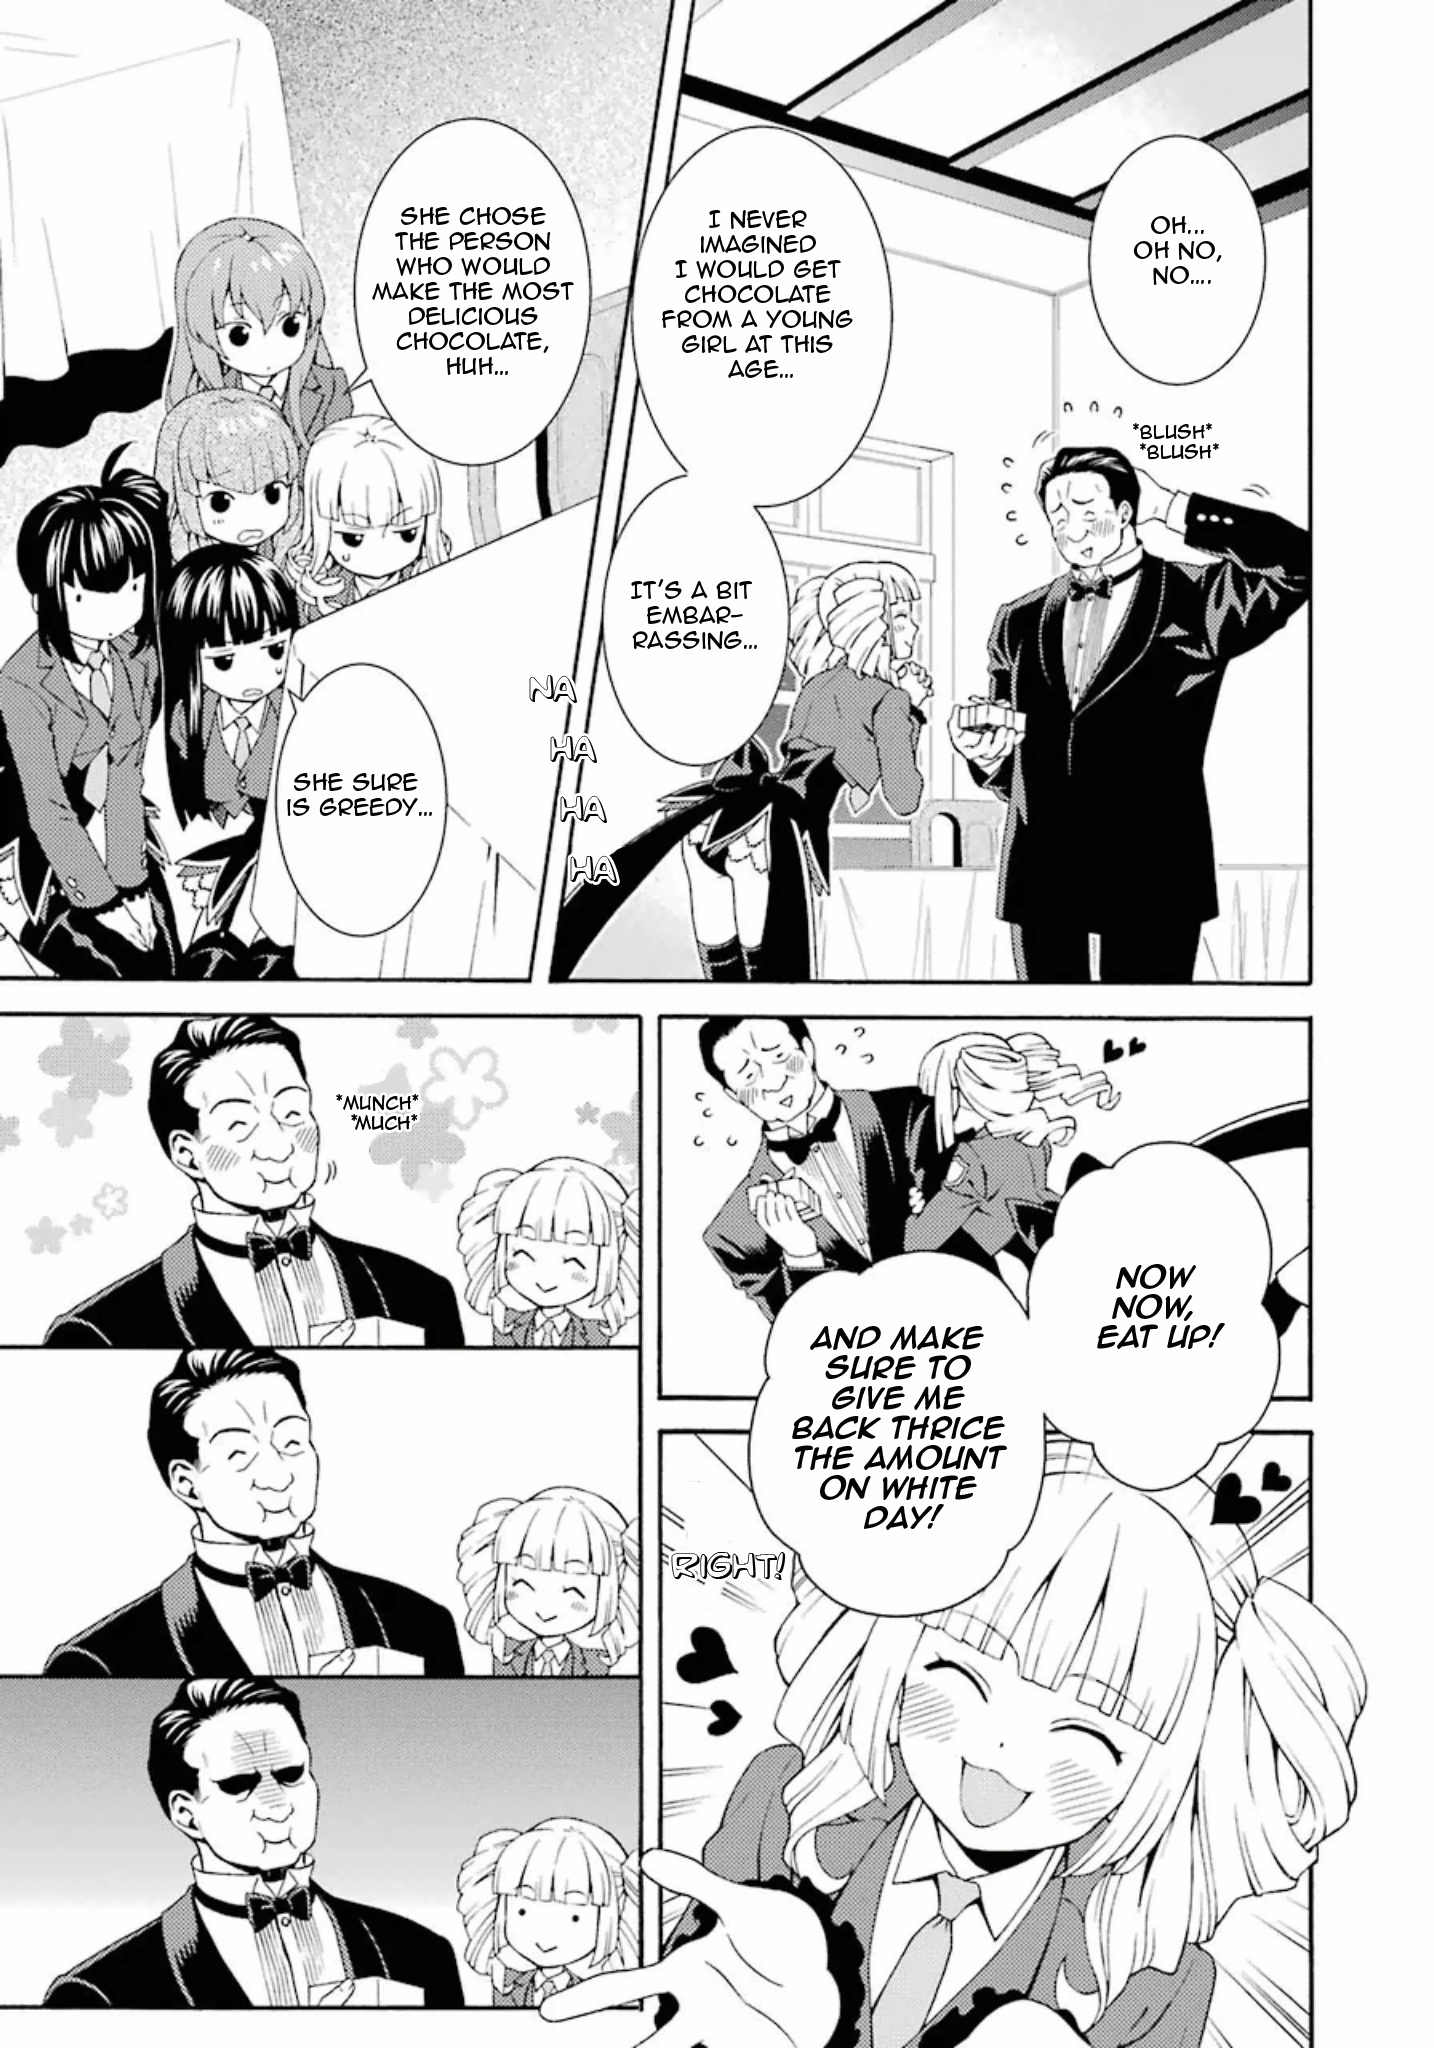 OH...
OH NO,
NO....
I NEVER
IMAGINED
I WOULD GET
CHOCOLATE
FROM A YOUNG
GIRL AT THIS
AGE...
*BLUSH*
*BLUSH*
IT'S A BIT
EMBAR-
RASSING...
NA
HA
HA
HA
SHE CHOSE
THE PERSON
WHO WOULD
MAKE THE MOST
DELICIOUS
CHOCOLATE,
HUH...
SHE SURE
IS GREEDY...
NOW
NOW,
EAT UP!
AND MAKE
SURE TO
GIVE ME
BACK THRICE
THE AMOUNT
ON WHITE
DAY!
RIGHT!
*MUNCH*
*MUCH*